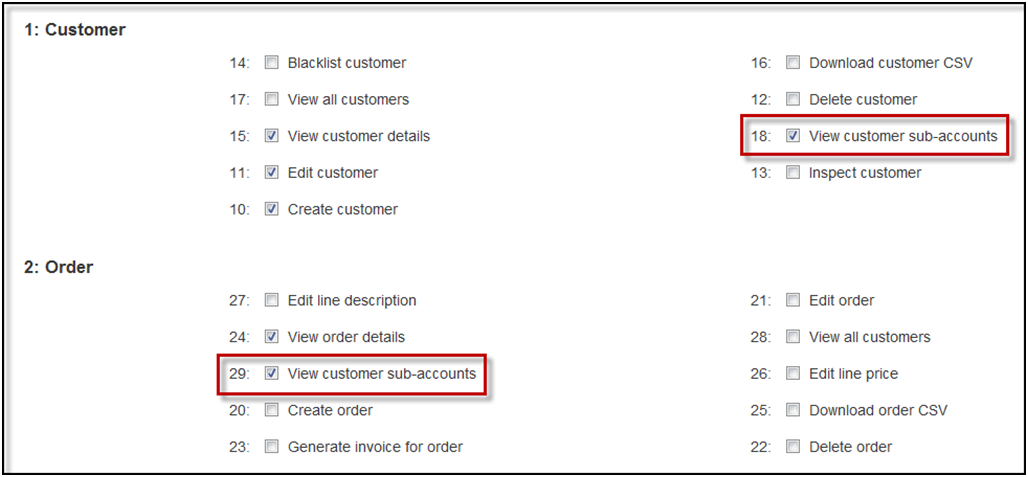 1: Customer
14: Blacklist customer 16: Download customer CSV
17: View all customers 12: Delete customer
15: View customer details 18: View customer sub-accounts
11: Edit customer 13: Inspect customer
10: Create customer
2: Order
27: Edit line description 21: Edit order
24: View order details 28: View all customers
29: View customer sub-accounts 26: Edit line price
20: Create order 25: Download order CSV
23: Generate invoice for order 22: Delete order